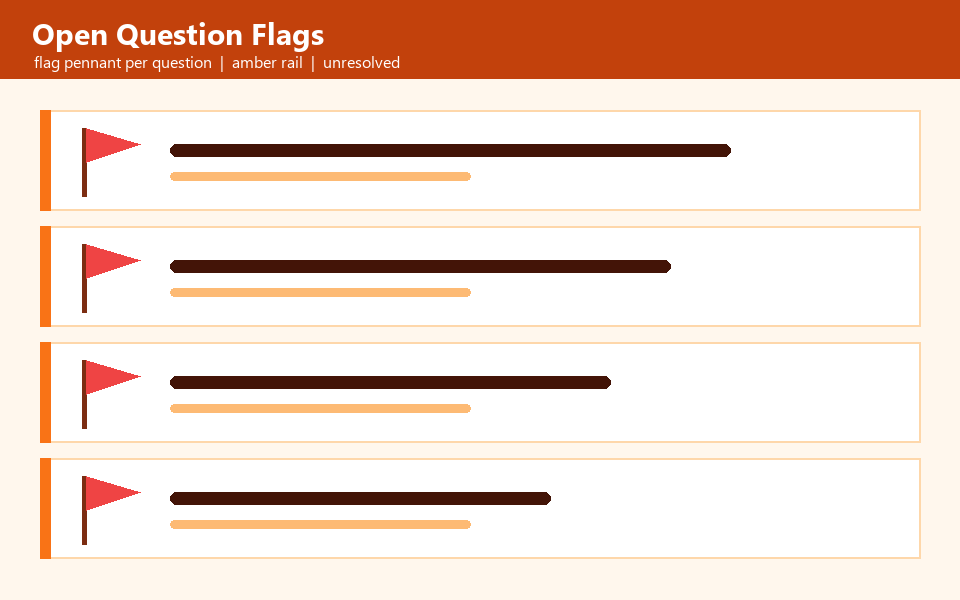 Open Question Flags
flag pennant per question | amber rail | unresolved